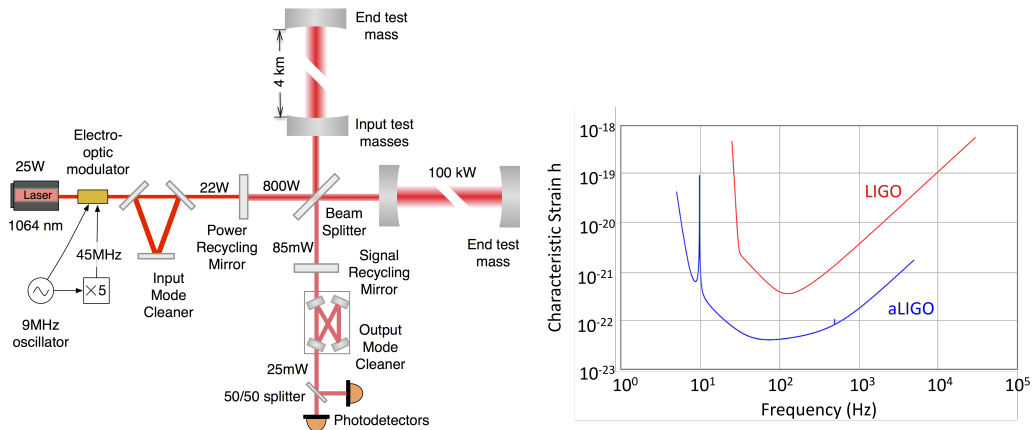 End test
mass
4 km
Input test
masses
Electro-
optic
modulator
25W
Laser
1064 nm
22W
800W
100 kW
Beam
Splitter
End test
mass
Power
Recycling
Mirror
85mW
Signal
Recycling
Mirror
45MHz
×5
Input
Mode
Cleaner
9MHz
oscillator
Output
Mode
Cleaner
25mW
50/50 splitter
Photodetectors
Characteristic Strain h
10-18
10-19
10-20
10-21
10-22
10-23
LIGO
aLIGO
100
101
102
103
104
105
Frequency (Hz)